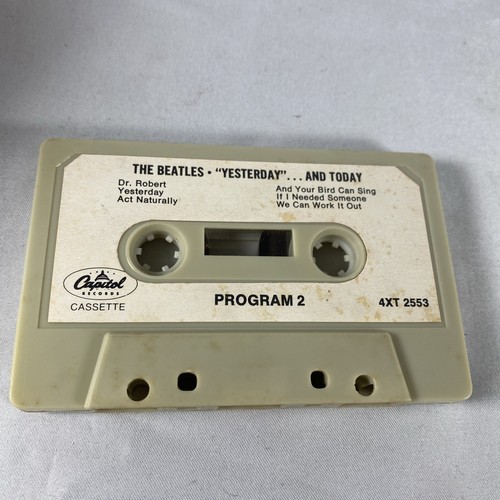 THE BEATLES • "YESTERDAY"... AND TODAY
Dr. Robert
Yesterday
Act Naturally
And Your Bird Can Sing
If I Needed Someone
We Can Work It Out
Capitol
RECORDS
CASSETTE
PROGRAM 2
4XT 2553